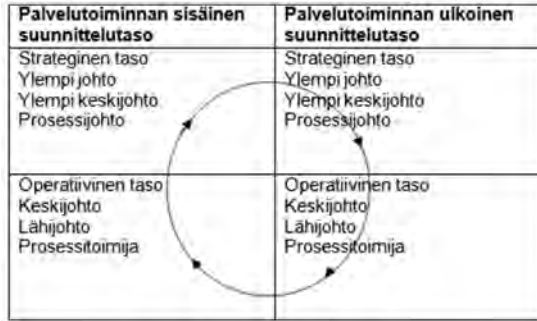 Palvelutoiminnan sisäinen
suunnittelutaso
Strateginen taso
Ylempi johto
Ylempi keskijohto
Prosessijohto
Palvelutoiminnan ulkoinen
suunnittelutaso
Strateginen taso
Ylempi johto
Ylempi keskijohto
Prosessijohto
Operatiivinen taso
Keskijohto
Lähijohto
Prosessitoimija
Operatiivinen taso
Keskijohto
Lähijohto
Prosessitoimija